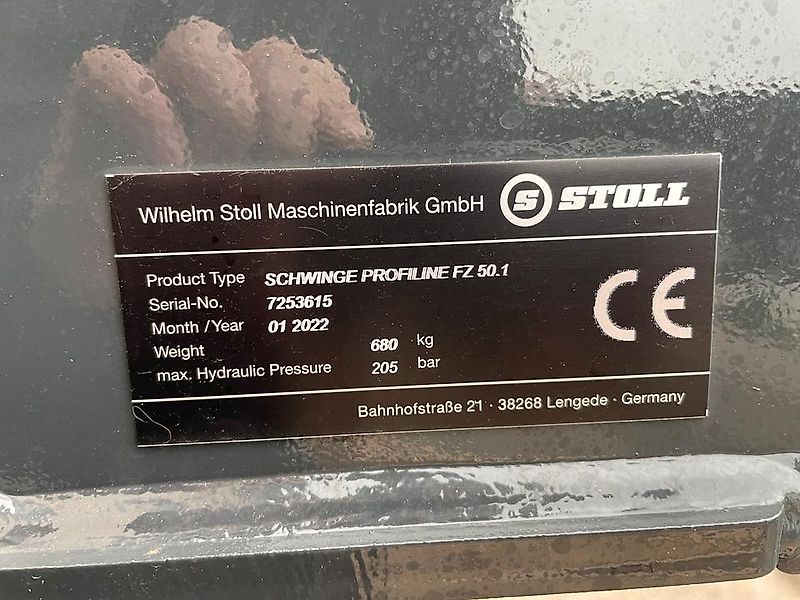 Wilhelm Stoll Maschinenfabrik GmbH S STOLL
Product Type SCHWINGE PROFILINE FZ 50.1
Serial-No. 7253615
Month /Year 01 2022
Weight 680 kg
max. Hydraulic Pressure 205 bar
CE
Bahnhofstraße 21 · 38268 Lengede · Germany